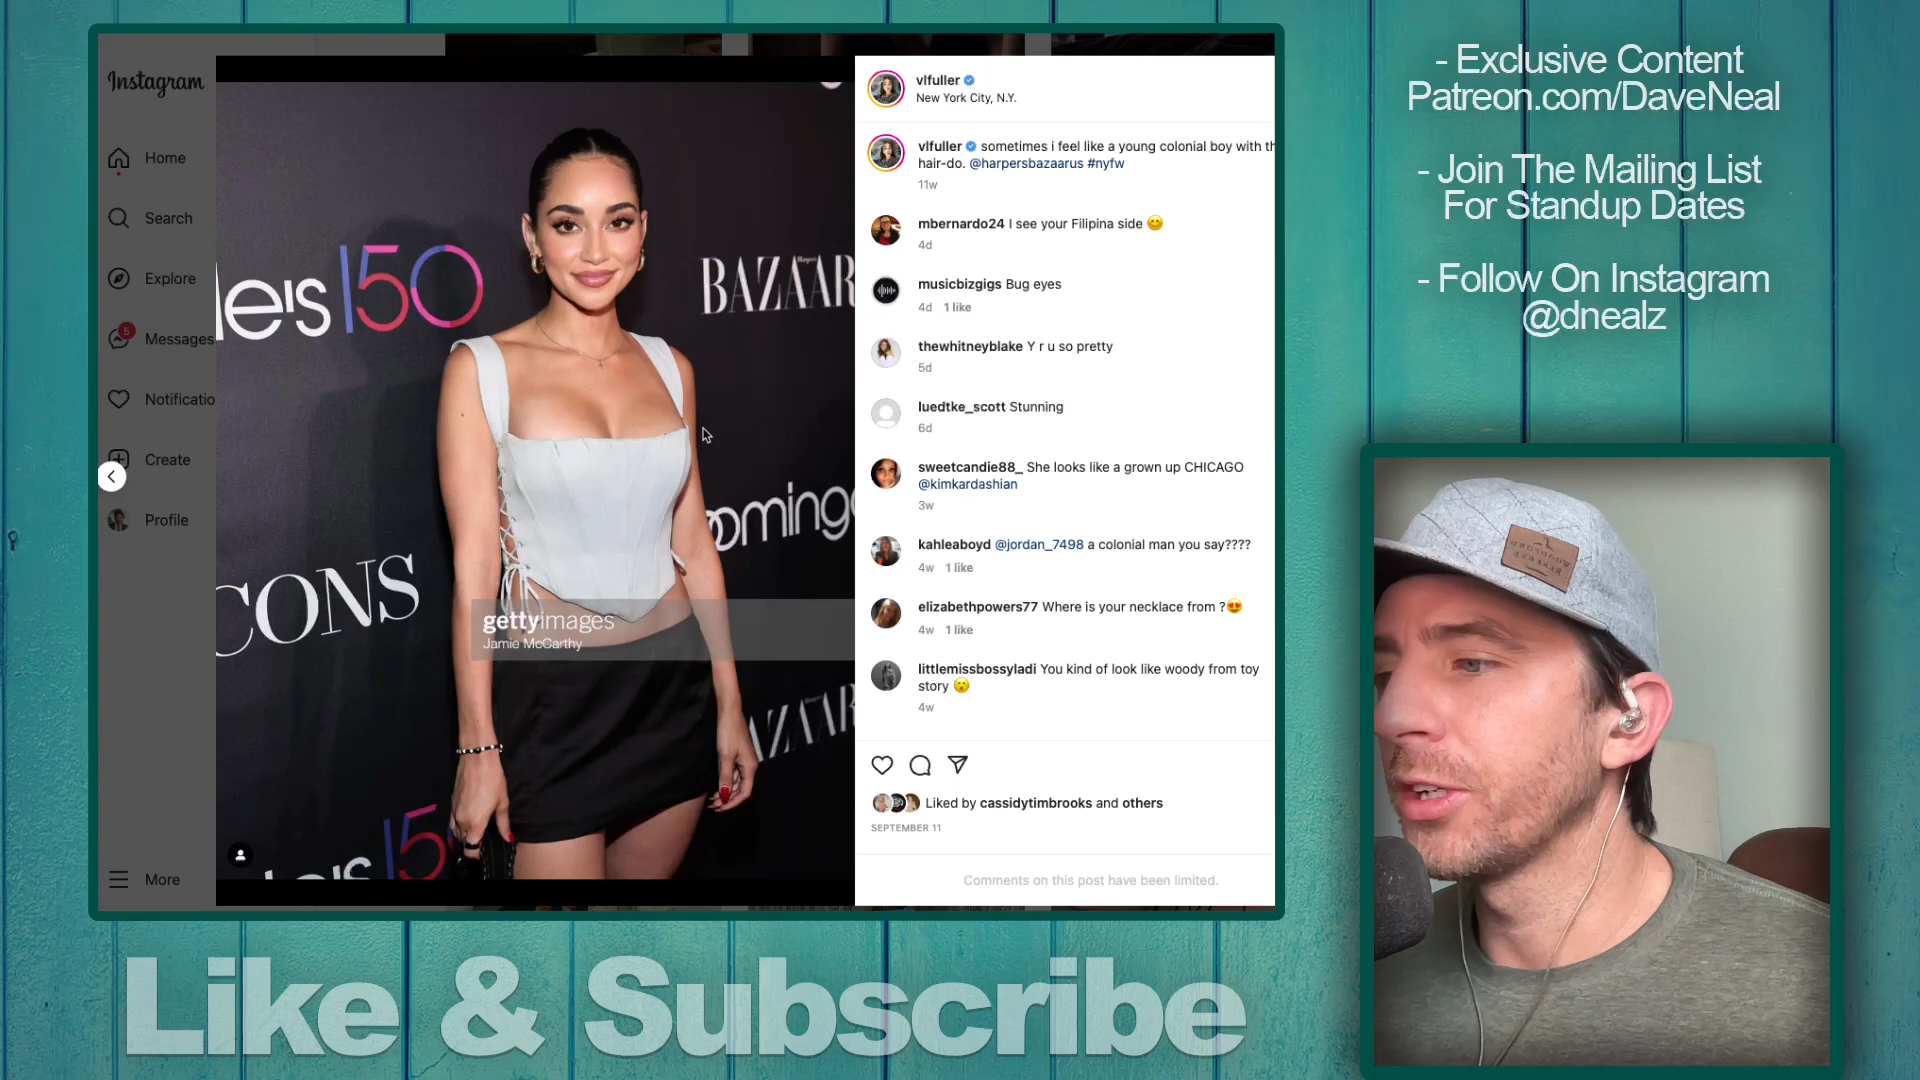 Instagram
Home
Search
Explore
5
Messages
Notificatio
Create
Profile
More
BAZAAR
150
CONS
gettyimages
Jamie McCarthy
vlfuller
New York City, N.Y.
vlfuller sometimes i feel like a young colonial boy with th
hair-do. @harpersbazaarus #nyfw
11w
mbernardo24 I see your Filipina side 😊
4d
musicbizgigs Bug eyes
4d 1 like
thewhitneyblake Y r u so pretty
5d
luedtke_scott Stunning
6d
sweetcandie88_ She looks like a grown up CHICAGO
@kimkardashian
3w
kahleaboyd @jordan_7498 a colonial man you say????
4w 1 like
elizabethpowers77 Where is your necklace from ?😍
4w 1 like
littlemissbossyladi You kind of look like woody from toy
story 😗
4w
Liked by cassidytimbrooks and others
SEPTEMBER 11
Comments on this post have been limited.
- Exclusive Content
Patreon.com/DaveNeal
- Join The Mailing List
For Standup Dates
- Follow On Instagram
@dnealz
Like & Subscribe